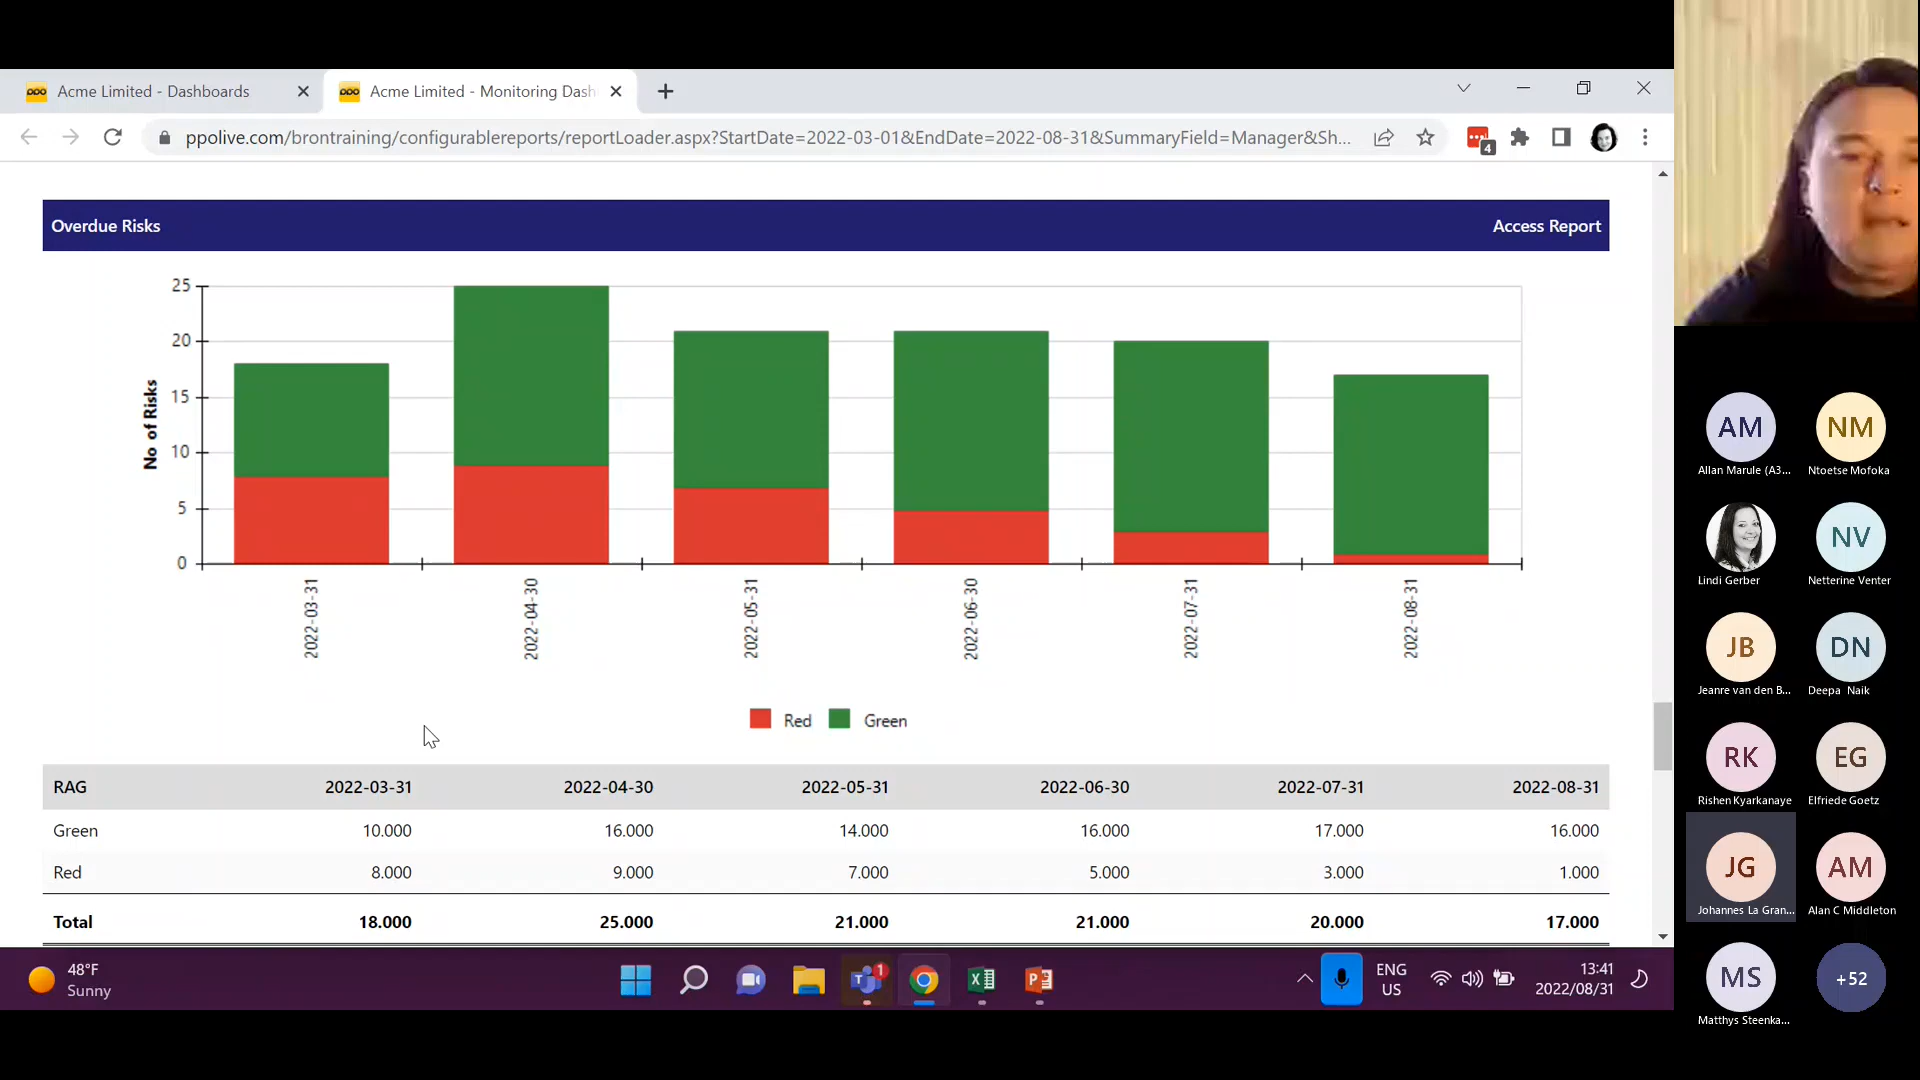 Acme Limited - Dashboards
Acme Limited - Monitoring Dash
ppolive.com/brontraining/configurablereports/reportLoader.aspx?StartDate=2022-03-01&EndDate=2022-08-31&SummaryField=Manager&Sh...
4
Overdue Risks Access Report
No of Risks
25
20
15
10
5
0
2022-03-31 2022-04-30 2022-05-31 2022-06-30 2022-07-31 2022-08-31
Red Green
RAG 2022-03-31 2022-04-30 2022-05-31 2022-06-30 2022-07-31 2022-08-31
Green 10.000 16.000 14.000 16.000 17.000 16.000
Red 8.000 9.000 7.000 5.000 3.000 1.000
Total 18.000 25.000 21.000 21.000 20.000 17.000
48°F
Sunny
1
ENG
US
13:41
2022/08/31
AM NM
Allan Marule (A3... Ntoetse Mofoka
NV
Lindi Gerber Netterine Venter
JB DN
Jeanre van den B... Deepa Naik
RK EG
Rishen Kyarkanaye Elfriede Goetz
JG AM
Johannes La Gran... Alan C Middleton
MS +52
Matthys Steenka...